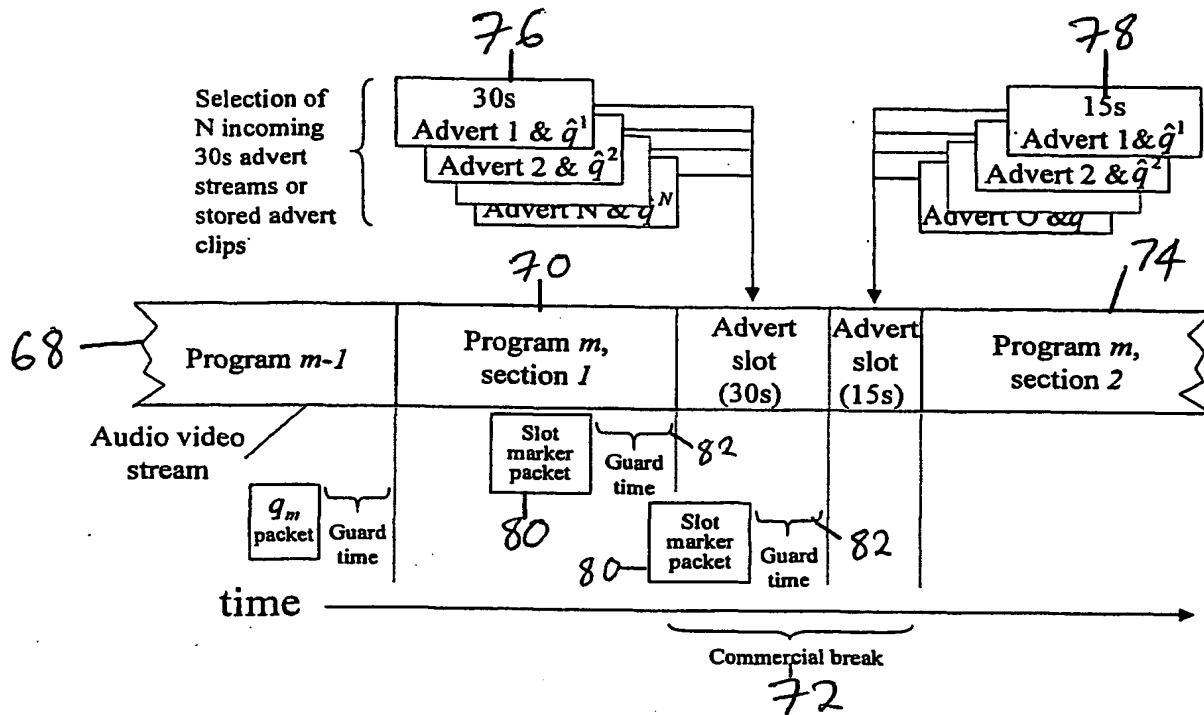 76
78
Selection of
N incoming
30s advert
streams or
stored advert
clips
30s
Advert 1 & q̂¹
Advert 2 & q̂²
Advert N & q̂ᴺ
15s
Advert 1 & q̂¹
Advert 2 & q̂²
Advert O & q
70
74
68
Program m-1
Program m,
section 1
Advert
slot
(30s)
Advert
slot
(15s)
Program m,
section 2
Audio video
stream
Slot
marker
packet
Guard
time
82
qₘ
packet
Guard
time
80
Slot
marker
packet
Guard
time
82
80
time
Commercial break
72